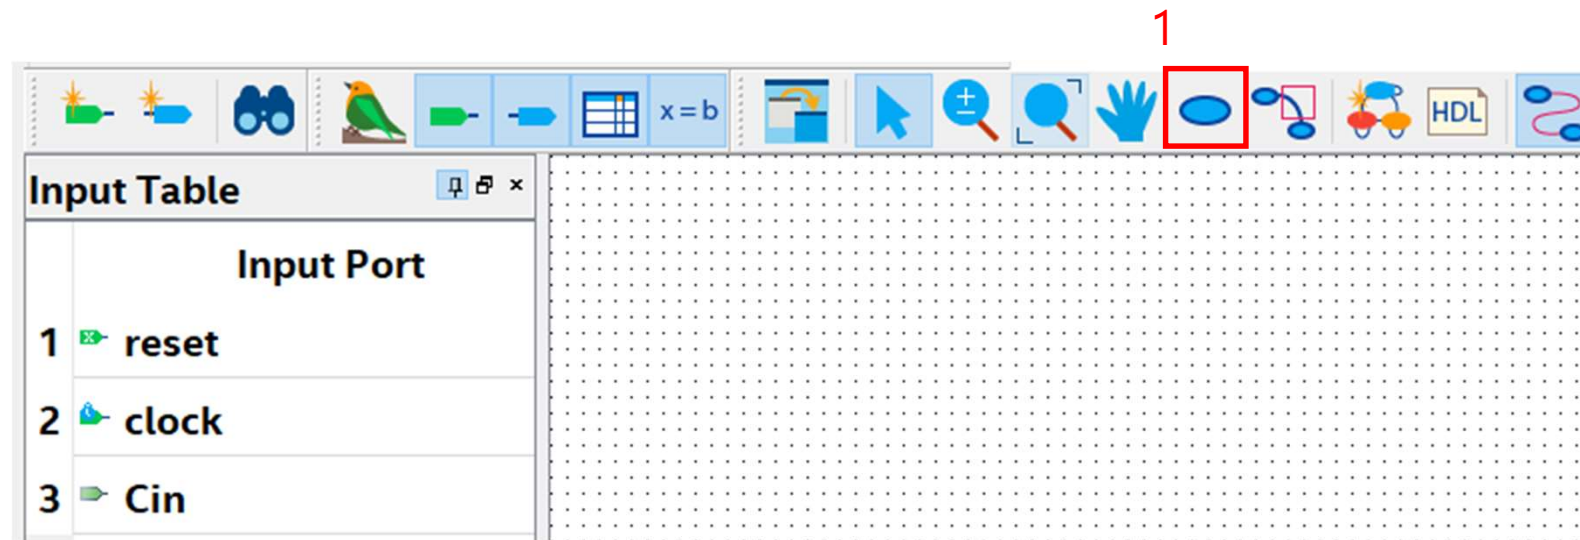 1
x=b
HDL
Input Table
Input Port
1 reset
2 clock
3 Cin